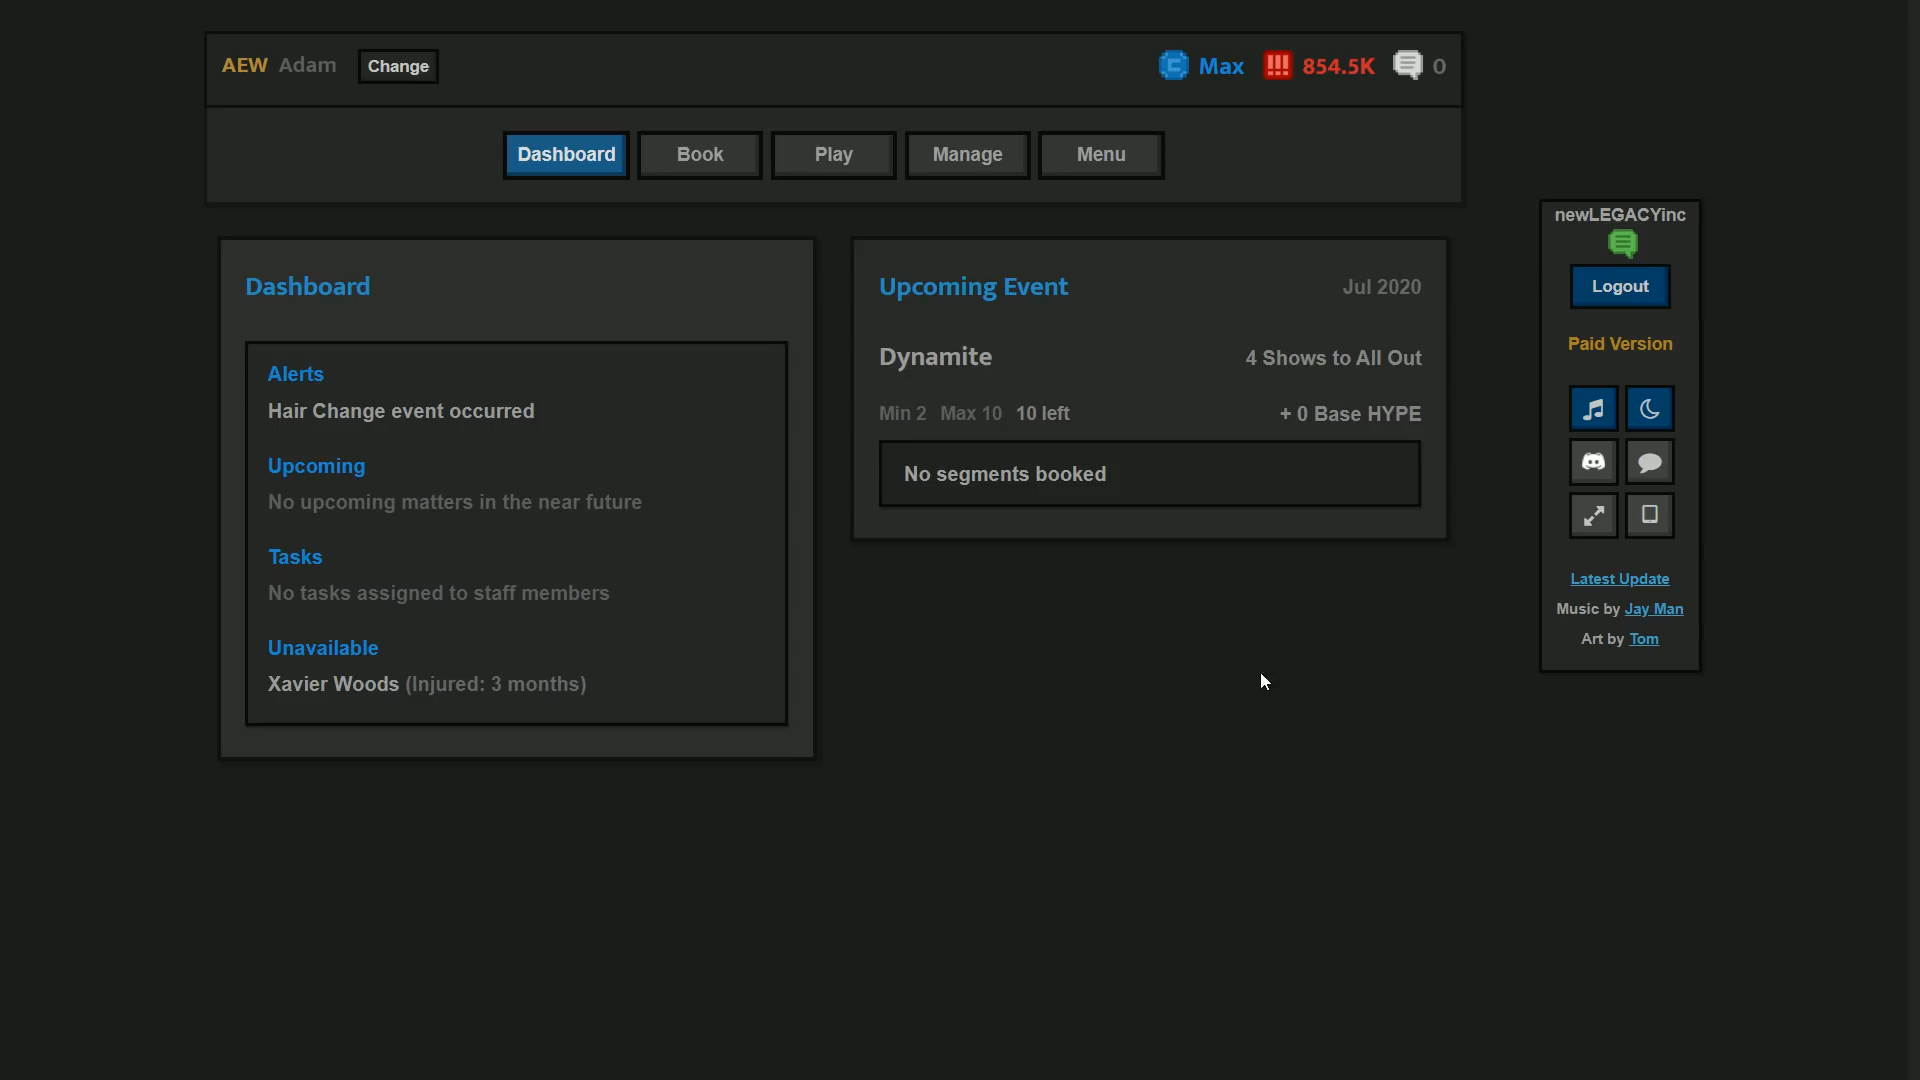 AEW Adam Change
Max 854.5K 0
Dashboard Book Play Manage Menu
Dashboard
Alerts
Hair Change event occurred
Upcoming
No upcoming matters in the near future
Tasks
No tasks assigned to staff members
Unavailable
Xavier Woods (Injured: 3 months)
Upcoming Event Jul 2020
Dynamite 4 Shows to All Out
Min 2 Max 10 10 left + 0 Base HYPE
No segments booked
newLEGACYinc
Logout
Paid Version
Latest Update
Music by Jay Man
Art by Tom